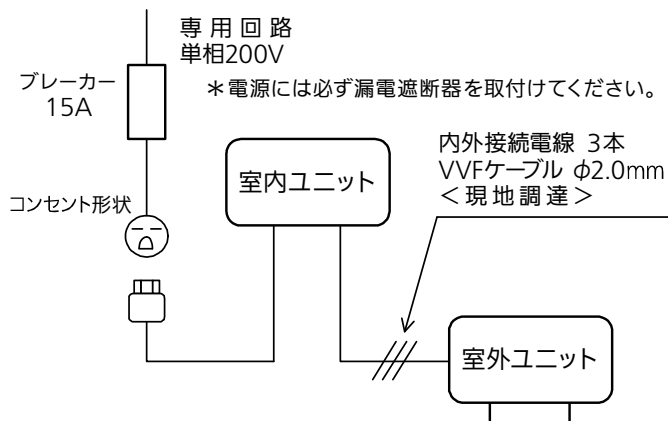 専用回路
単相200V
ブレーカー
15A
＊電源には必ず漏電遮断器を取付けてください。
内外接続電線 3本
VVFケーブル φ2.0mm
＜現地調達＞
室内ユニット
コンセント形状
室外ユニット